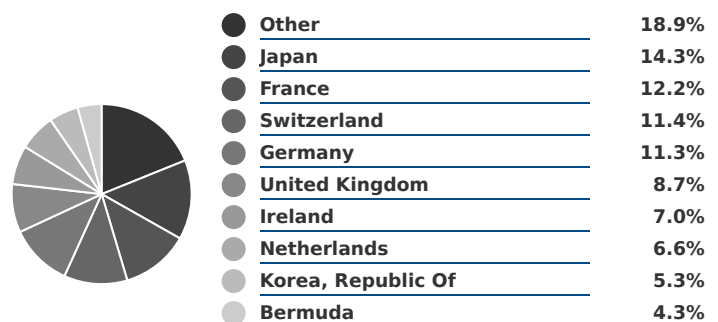 Other 18.9%
Japan 14.3%
France 12.2%
Switzerland 11.4%
Germany 11.3%
United Kingdom 8.7%
Ireland 7.0%
Netherlands 6.6%
Korea, Republic Of 5.3%
Bermuda 4.3%